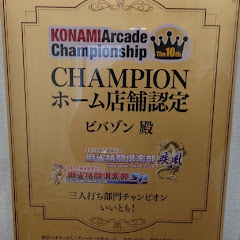 KONAMI Arcade Championship The 10th
CHAMPION
ホーム店舗認定
ビバゾン 殿
麻雀格闘倶楽部 疾風
麻雀格闘倶楽部
三人打ち部門チャンピオン
いいとも!